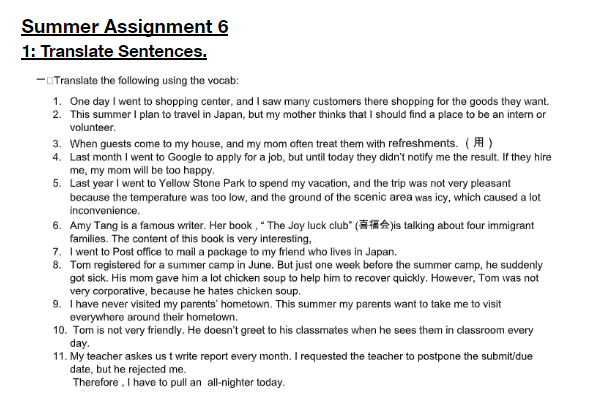 Summer Assignment 6
1: Translate Sentences.
一□Translate the following using the vocab:
1. One day I went to shopping center, and I saw many customers there shopping for the goods they want.
2. This summer I plan to travel in Japan, but my mother thinks that I should find a place to be an intern or
volunteer.
3. When guests come to my house, and my mom often treat them with refreshments. ( 用 )
4. Last month I went to Google to apply for a job, but until today they didn't notify me the result. If they hire
me, my mom will be too happy.
5. Last year I went to Yellow Stone Park to spend my vacation, and the trip was not very pleasant
because the temperature was too low, and the ground of the scenic area was icy, which caused a lot
inconvenience.
6. Amy Tang is a famous writer. Her book , " The Joy luck club" (喜福会)is talking about four immigrant
families. The content of this book is very interesting,
7. I went to Post office to mail a package to my friend who lives in Japan.
8. Tom registered for a summer camp in June. But just one week before the summer camp, he suddenly
got sick. His mom gave him a lot chicken soup to help him to recover quickly. However, Tom was not
very corporative, because he hates chicken soup.
9. I have never visited my parents' hometown. This summer my parents want to take me to visit
everywhere around their hometown.
10. Tom is not very friendly. He doesn't greet to his classmates when he sees them in classroom every
day.
11. My teacher askes us t write report every month. I requested the teacher to postpone the submit/due
date, but he rejected me.
Therefore , I have to pull an all-nighter today.